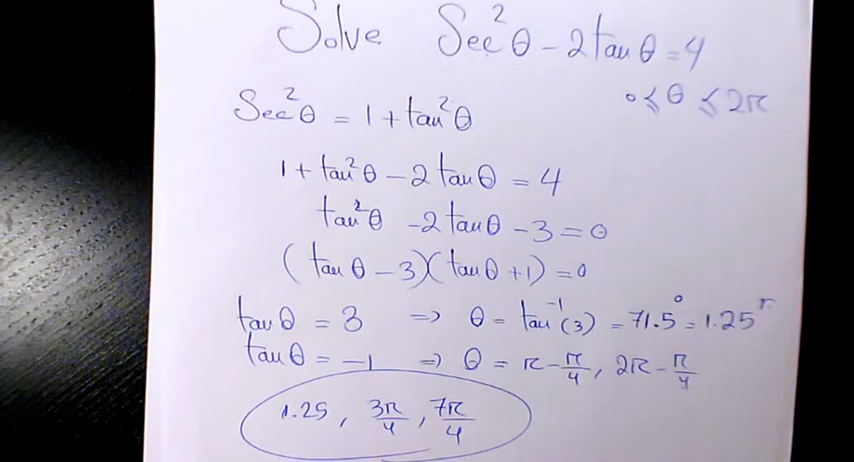 Solve Sec²θ - 2tanθ = 4
0 ≤ θ ≤ 2π
Sec²θ = 1 + tan²θ
1 + tan²θ - 2tanθ = 4
tan²θ - 2tanθ - 3 = 0
(tanθ - 3)(tanθ + 1) = 0
tanθ = 3 ⇒ θ = tan⁻¹(3) = 71.5° = 1.25ʳ
tanθ = -1 ⇒ θ = π - π/4, 2π - π/4
1.25, 3π/4, 7π/4